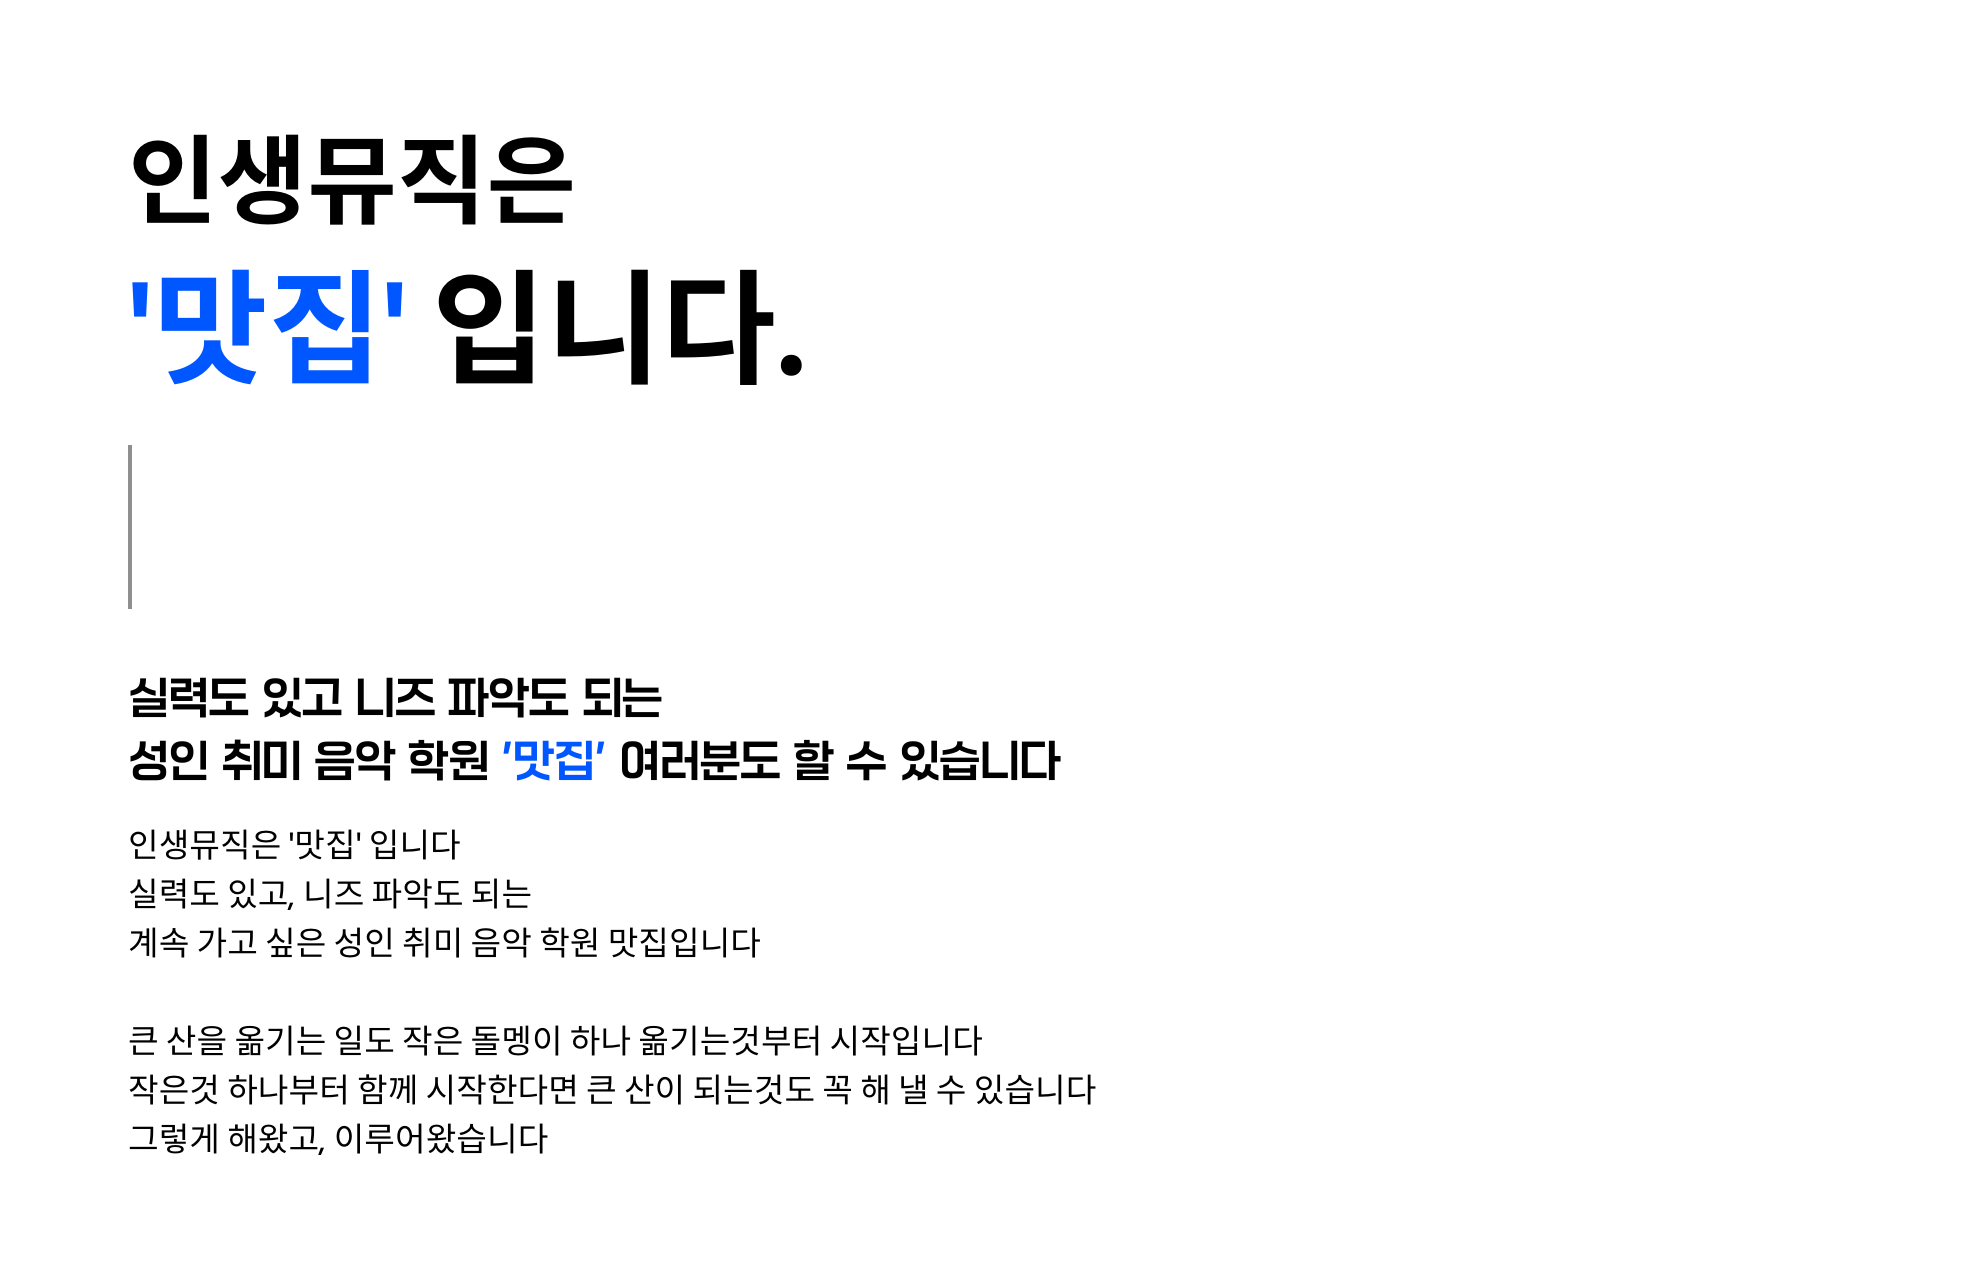 인생뮤직은
'맛집' 입니다.
실력도 있고 니즈 파악도 되는
성인 취미 음악 학원 '맛집' 여러분도 할 수 있습니다
인생뮤직은 '맛집' 입니다
실력도 있고, 니즈 파악도 되는
계속 가고 싶은 성인 취미 음악 학원 맛집입니다
큰 산을 옮기는 일도 작은 돌멩이 하나 옮기는것부터 시작입니다
작은것 하나부터 함께 시작한다면 큰 산이 되는것도 꼭 해 낼 수 있습니다
그렇게 해왔고, 이루어왔습니다